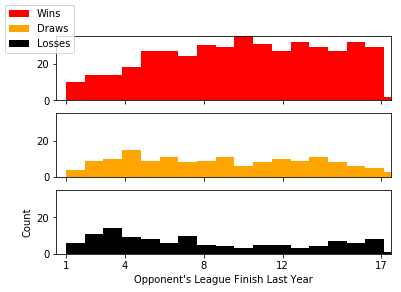 Wins
Draws
Losses
20
0
20
0
20
0
Count
1 4 8 12 17
Opponent's League Finish Last Year